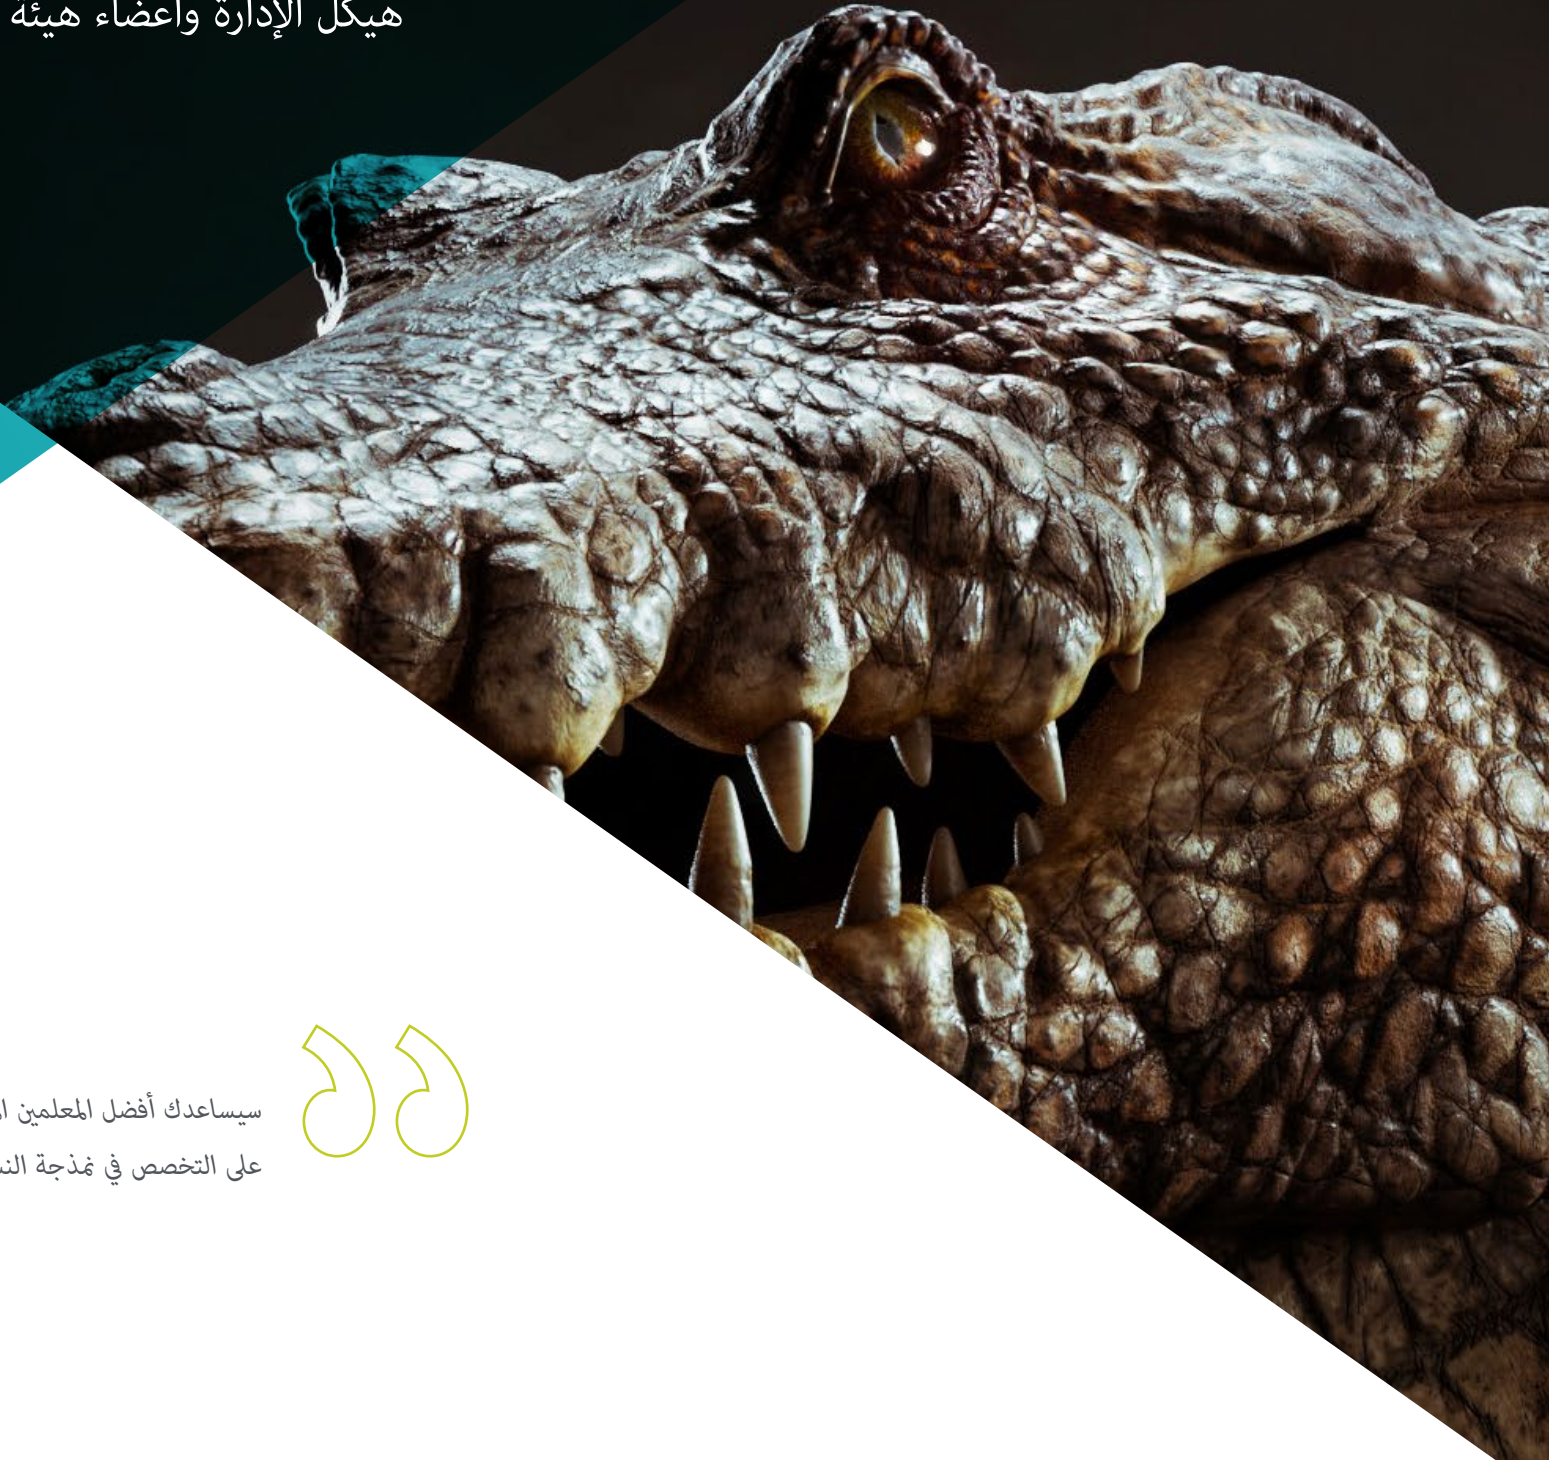 هيكل الإدارة وأعضاء هيئة
سيساعدك أفضل المعلمين
على التخصص في نمذجة